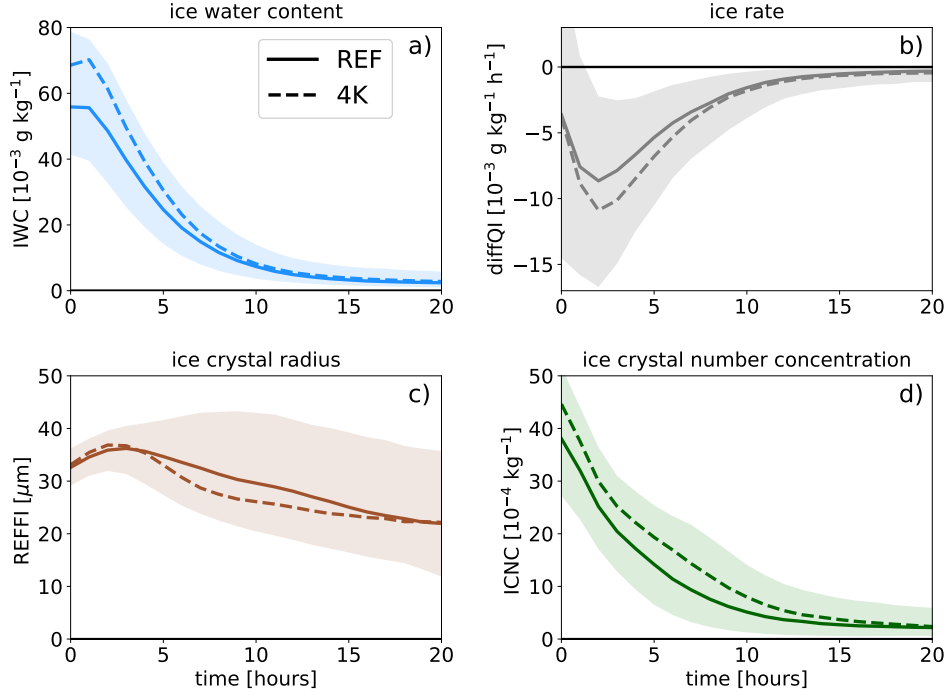 ice water content
a)
REF
4K
IWC [10⁻³ g kg⁻¹]
80
60
40
20
0
0 5 10 15 20
ice rate
b)
diffQI [10⁻³ g kg⁻¹ h⁻¹]
0
−5
−10
−15
0 5 10 15 20
ice crystal radius
c)
REFFI [μm]
50
40
30
20
10
0
0 5 10 15 20
time [hours]
ice crystal number concentration
d)
ICNC [10⁻⁴ kg⁻¹]
50
40
30
20
10
0
0 5 10 15 20
time [hours]